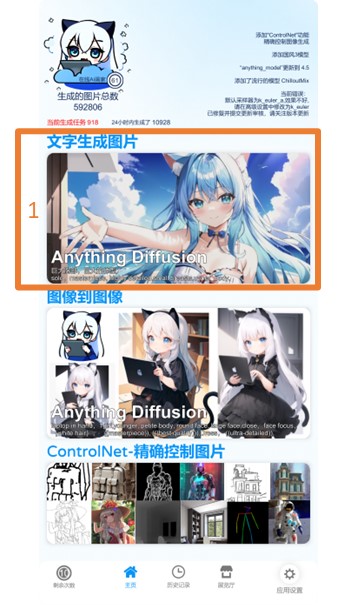 添加"ControlNet"功能
精确控制图像生成
添加国风3模型
"anything_model"更新到 4.5
添加了流行的模型 ChilloutMix
当前错误：
默认采样器为k_euler_a,效果不好,
请在高级设置中修改为k_euler
已修复并提交更新审核，请关注版本更新
在线AI画家
61
生成的图片总数
592806
当前生成任务 918
24小时内生成了 10928
文字生成图片
1
Anything Diffusion
图像到图像
Anything Diffusion
ControlNet-精确控制图片
剩余次数
主页
历史记录
展览厅
应用设置